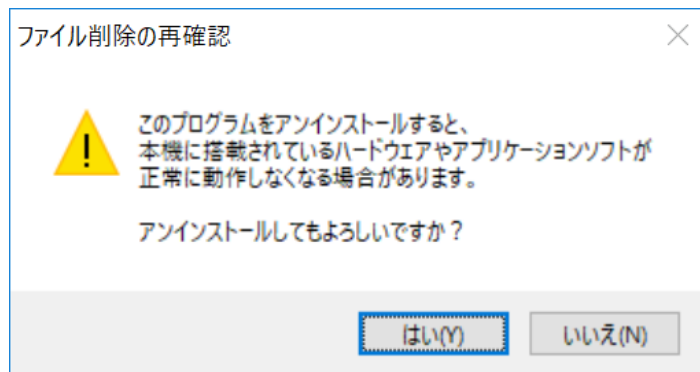 ファイル削除の再確認
このプログラムをアンインストールすると、
本機に搭載されているハードウェアやアプリケーションソフトが
正常に動作しなくなる場合があります。
アンインストールしてもよろしいですか？
はい(Y)
いいえ(N)